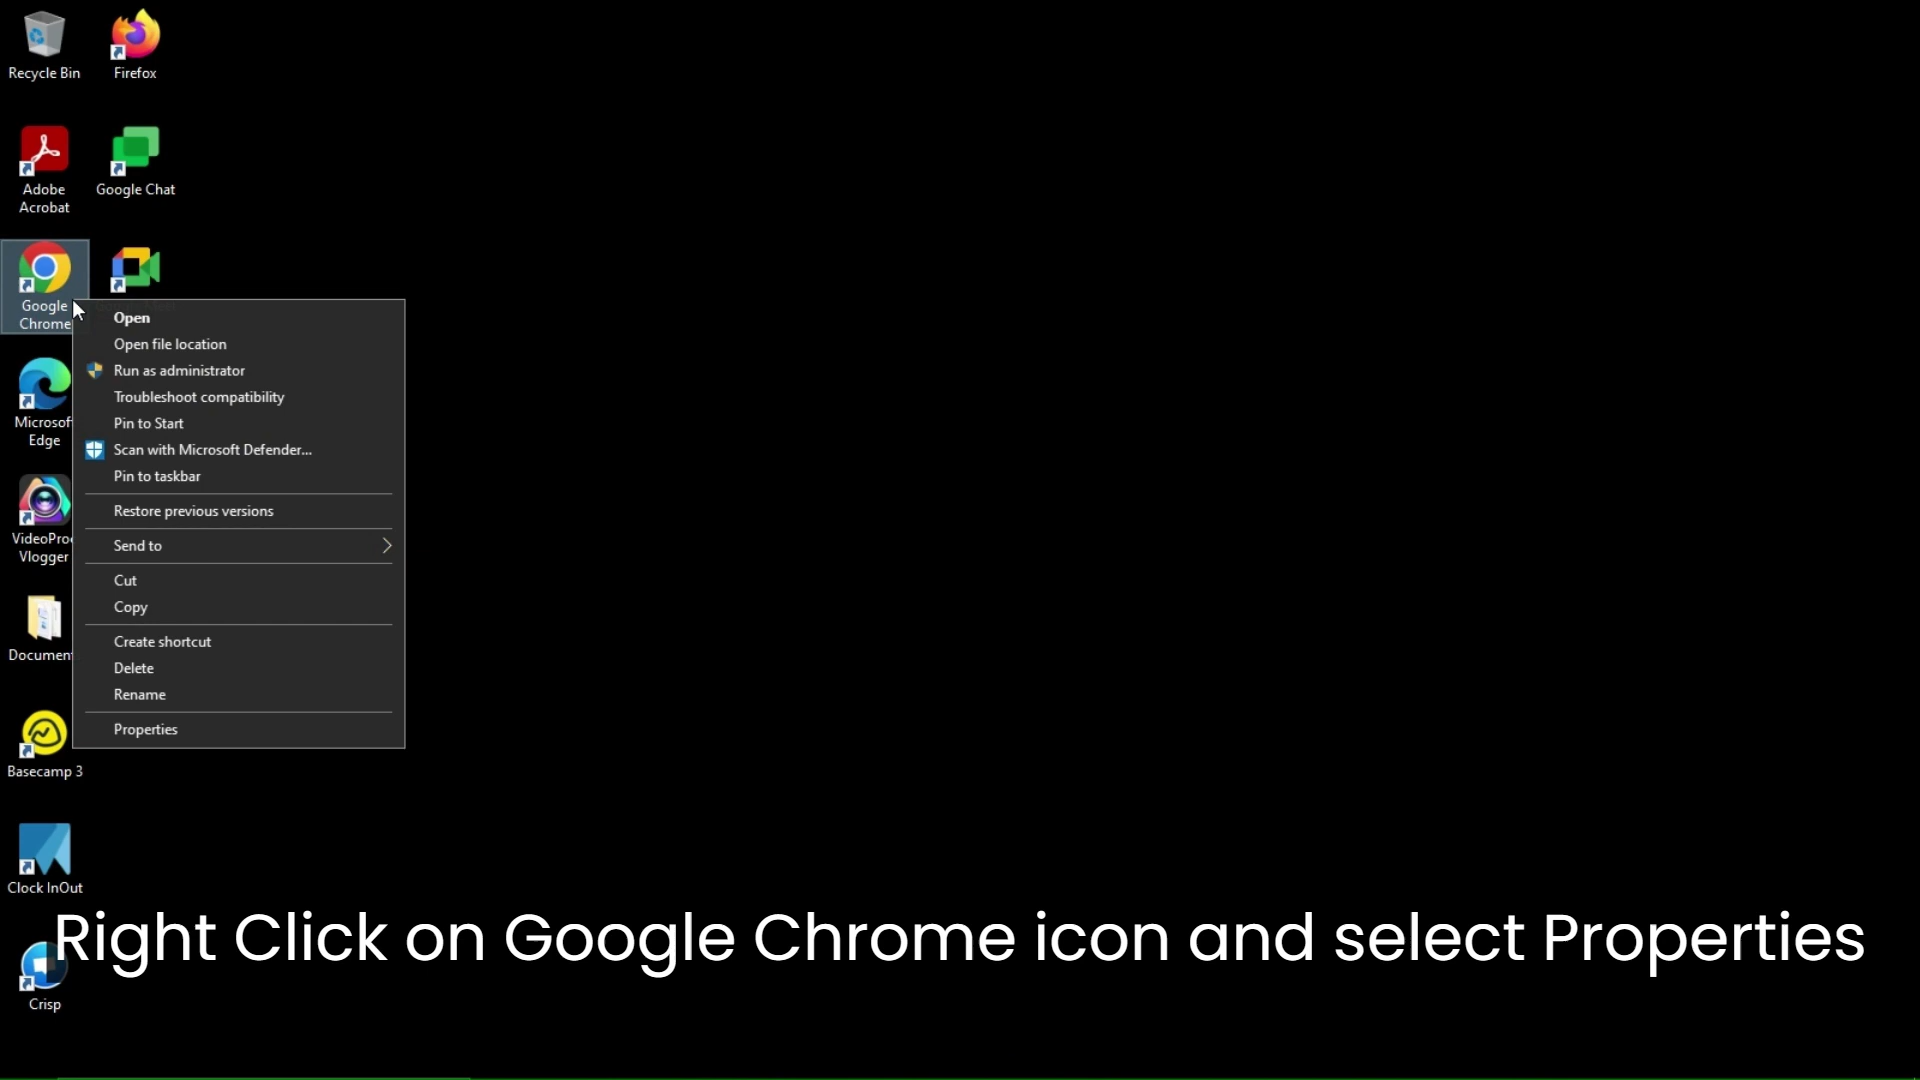 Recycle Bin
Firefox
Adobe
Acrobat
Google Chat
Google
Chrome
Open
Open file location
Run as administrator
Troubleshoot compatibility
Pin to Start
Scan with Microsoft Defender...
Pin to taskbar
Restore previous versions
Send to
Cut
Copy
Create shortcut
Delete
Rename
Properties
Microsof
Edge
VideoPro
Vlogger
Documen
Basecamp 3
Clock InOut
Right Click on Google Chrome icon and select Properties
Crisp